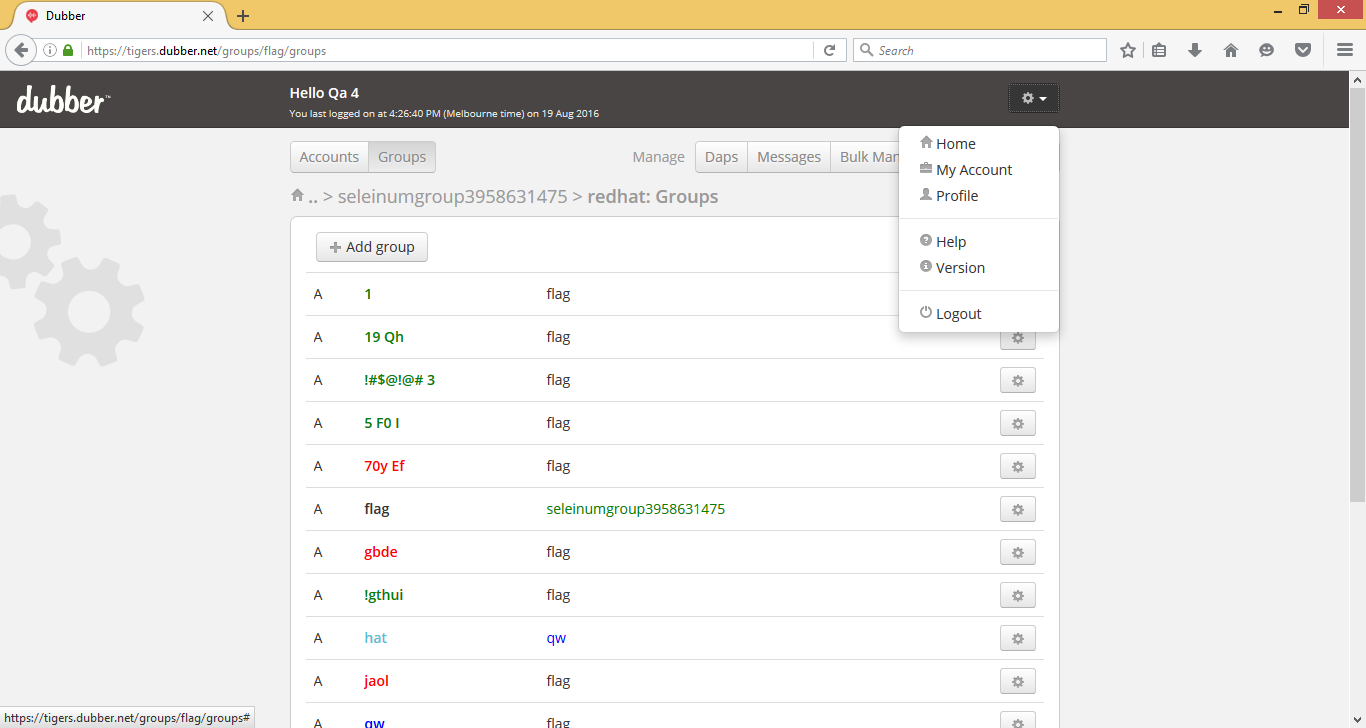 Dubber
https://tigers.dubber.net/groups/flag/groups
Search
dubber™
Hello Qa 4
You last logged on at 4:26:40 PM (Melbourne time) on 19 Aug 2016
Accounts Groups Manage Daps Messages Bulk Man
Home
My Account
Profile
Help
Version
Logout
.. > seleinumgroup3958631475 > redhat: Groups
+ Add group
A 1 flag
A 19 Qh flag
A !#$@!@# 3 flag
A 5 F0 I flag
A 70y Ef flag
A flag seleinumgroup3958631475
A gbde flag
A !gthui flag
A hat qw
A jaol flag
A qw flag
https://tigers.dubber.net/groups/flag/groups#